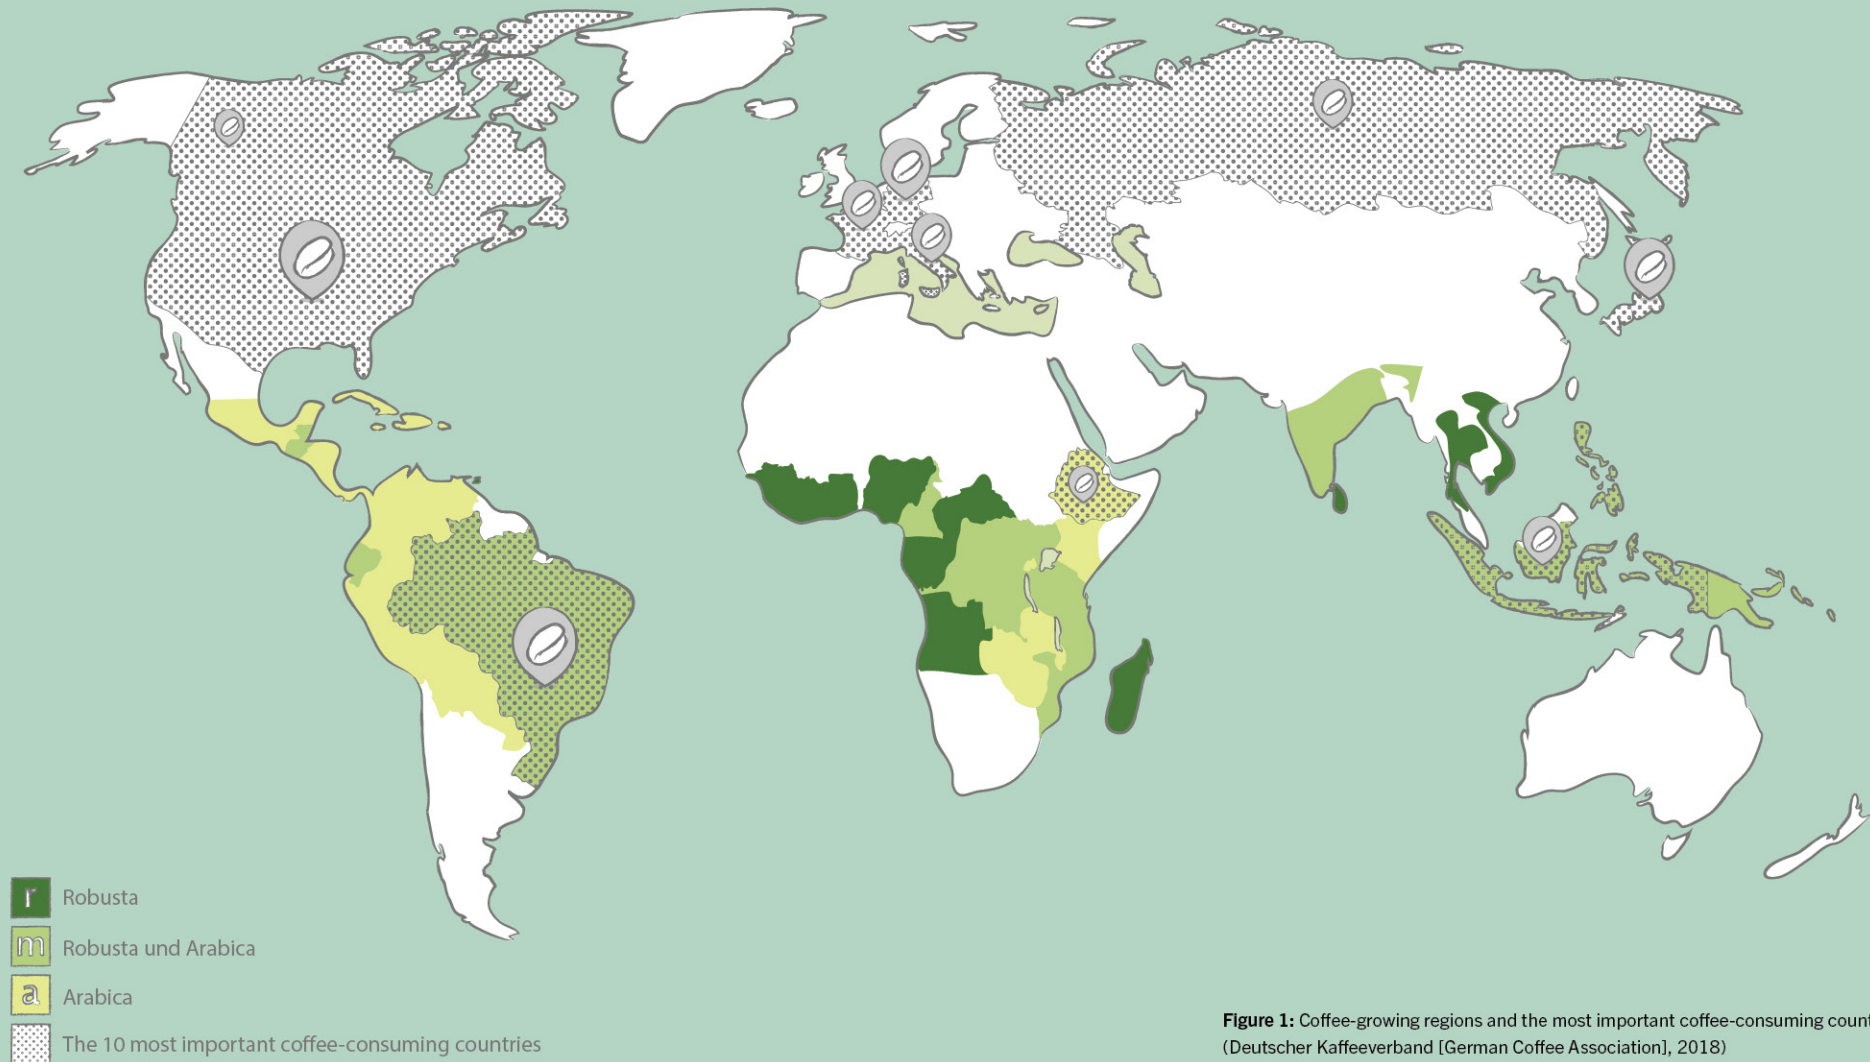 r Robusta
m Robusta und Arabica
a Arabica
The 10 most important coffee-consuming countries
Figure 1: Coffee-growing regions and the most important coffee-consuming coun
(Deutscher Kaffeeverband [German Coffee Association], 2018)